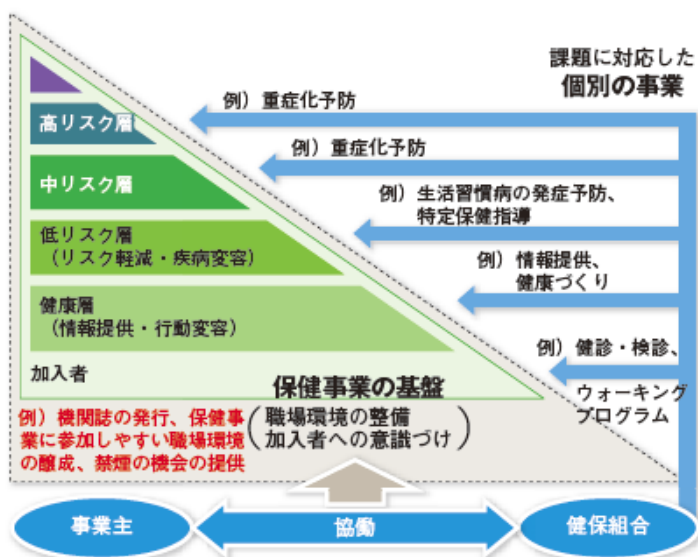 課題に対応した
個別の事業
例）重症化予防
高リスク層
例）重症化予防
中リスク層
例）生活習慣病の発症予防、
特定保健指導
低リスク層
（リスク軽減・疾病変容）
例）情報提供、
健康づくり
健康層
（情報提供・行動変容）
例）健診・検診、
ウォーキング
プログラム
加入者
保健事業の基盤
（職場環境の整備
加入者への意識づけ）
例）機関誌の発行、保健事
業に参加しやすい職場環境
の醸成、禁煙の機会の提供
事業主
協働
健保組合